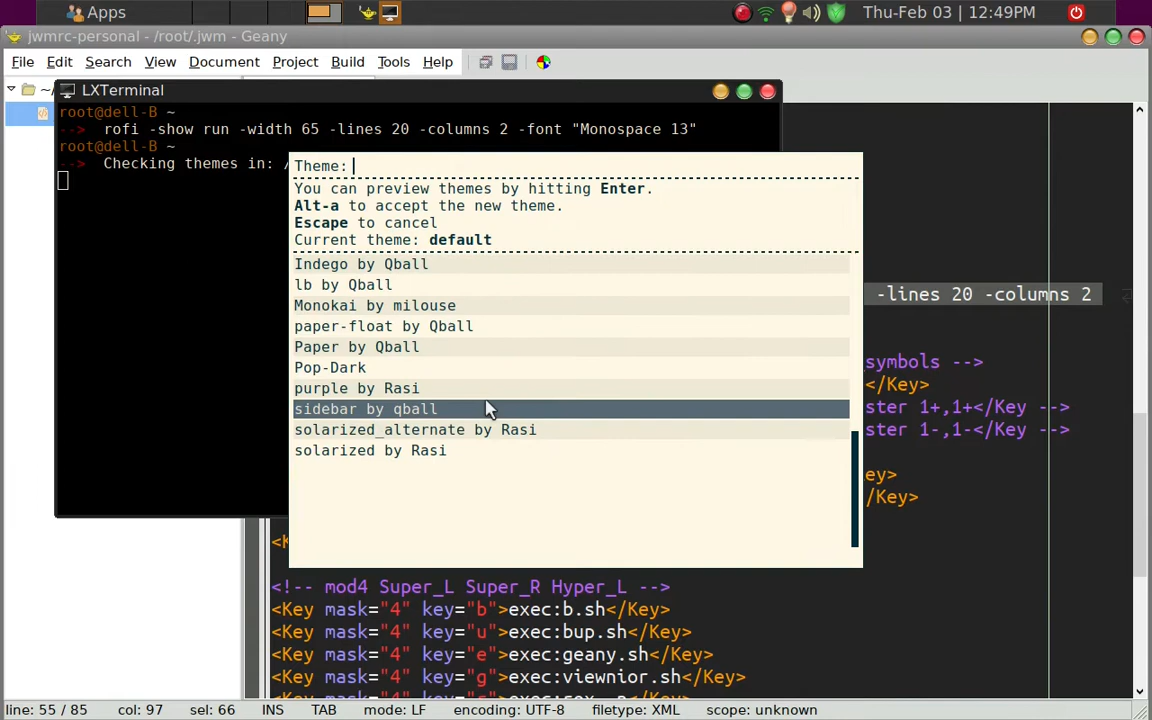 Apps
Thu-Feb 03 | 12:49PM
jwmrc-personal - /root/.jwm - Geany
File Edit Search View Document Project Build Tools Help
~/
LXTerminal
root@dell-B ~
--> rofi -show run -width 65 -lines 20 -columns 2 -font "Monospace 13"
root@dell-B ~
--> Checking themes in: /
Theme:
You can preview themes by hitting Enter.
Alt-a to accept the new theme.
Escape to cancel
Current theme: default
Indego by Qball
lb by Qball
Monokai by milouse
paper-float by Qball
Paper by Qball
Pop-Dark
purple by Rasi
sidebar by qball
solarized_alternate by Rasi
solarized by Rasi
-lines 20 -columns 2
symbols -->
</Key>
ster 1+,1+</Key -->
ster 1-,1-</Key -->
ey>
/Key>
<K
<!-- mod4 Super_L Super_R Hyper_L -->
<Key mask="4" key="b">exec:b.sh</Key>
<Key mask="4" key="u">exec:bup.sh</Key>
<Key mask="4" key="e">exec:geany.sh</Key>
<Key mask="4" key="g">exec:viewnior.sh</Key>
line: 55 / 85 col: 97 sel: 66 INS TAB mode: LF encoding: UTF-8 filetype: XML scope: unknown